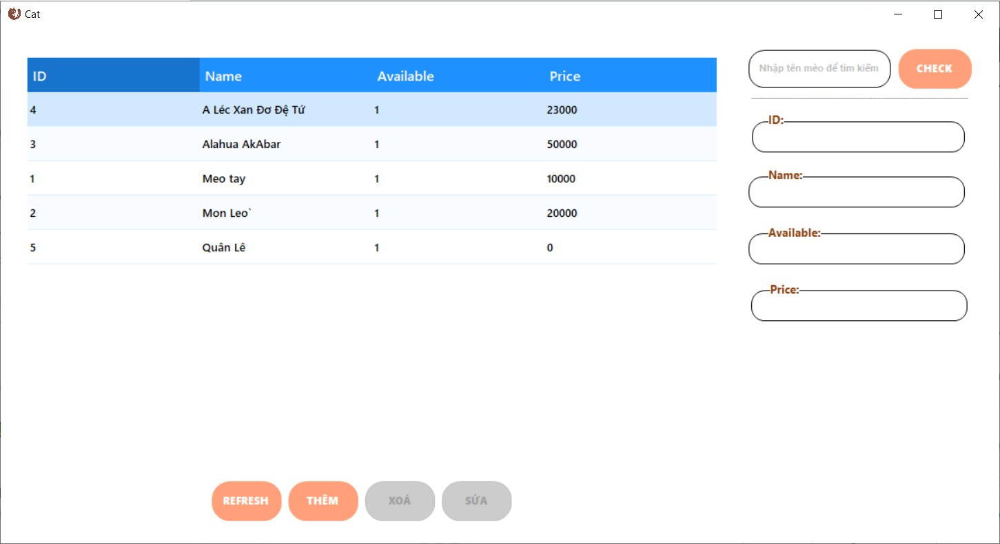 Cat
ID Name Available Price
4 A Léc Xan Đơ Đệ Tứ 1 23000
3 Alahua AkAbar 1 50000
1 Meo tay 1 10000
2 Mon Leo` 1 20000
5 Quân Lê 1 0
Nhập tên mèo để tìm kiếm CHECK
ID:
Name:
Available:
Price:
REFRESH THÊM XOÁ SỬA